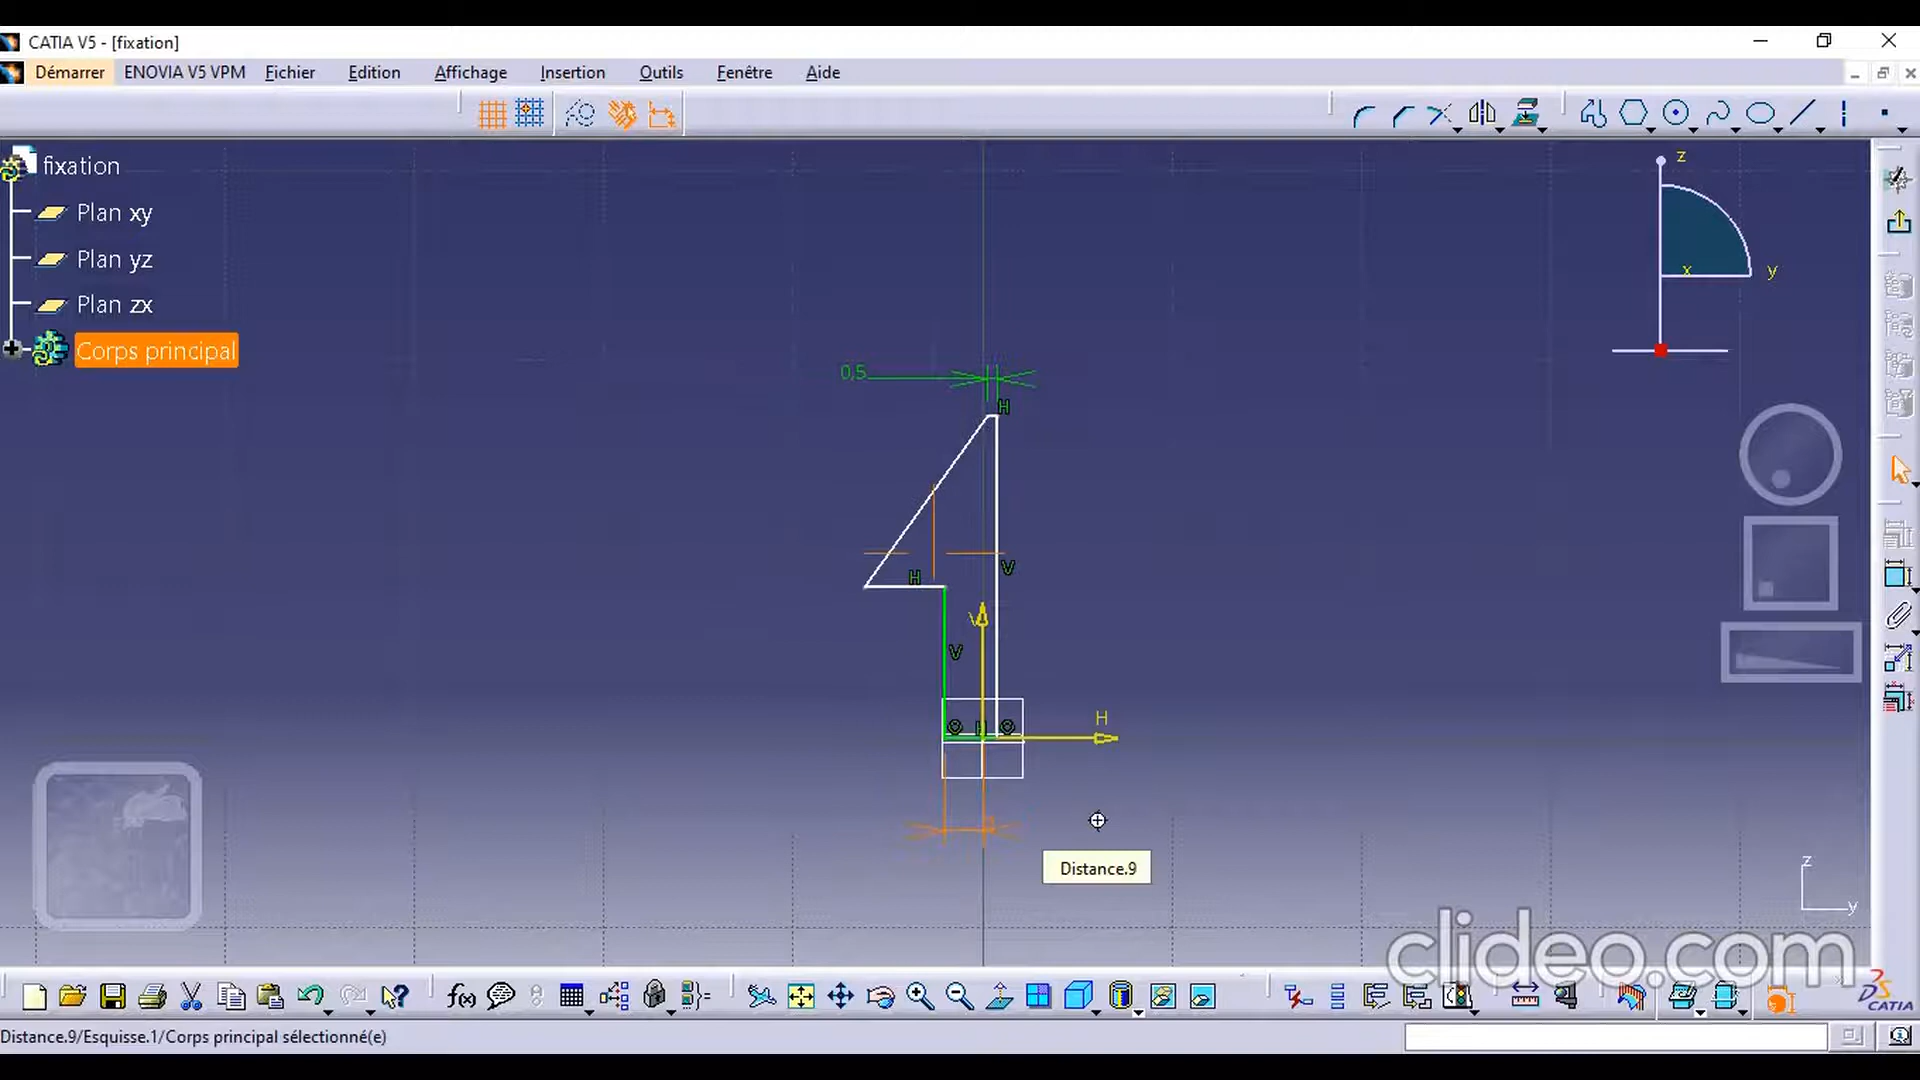 CATIA V5 - [fixation]
Démarrer ENOVIA V5 VPM Fichier Edition Affichage Insertion Outils Fenêtre Aide
fixation
Plan xy
Plan yz
Plan zx
Corps principal
z
x
y
0,5
H
V
H
V
V
H
H
Distance.9
z
y
clideo.com
f(x)
CATIA
Distance.9/Esquisse.1/Corps principal sélectionné(e)